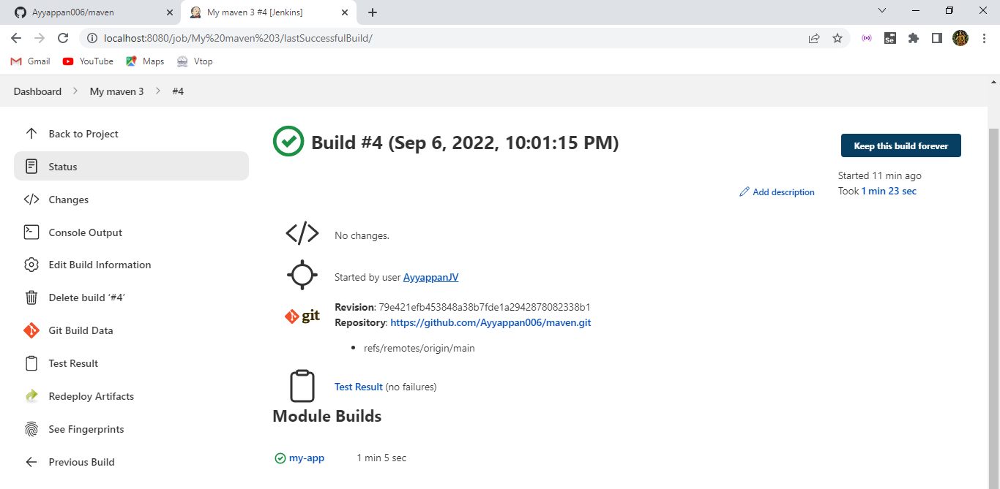 Ayyappan006/maven
My maven 3 #4 [Jenkins]
localhost:8080/job/My%20maven%203/lastSuccessfulBuild/
Se
Gmail
YouTube
Maps
Vtop
Dashboard
My maven 3
#4
Back to Project
Status
Changes
Console Output
Edit Build Information
Delete build ‘#4’
Git Build Data
Test Result
Redeploy Artifacts
See Fingerprints
Previous Build
Build #4 (Sep 6, 2022, 10:01:15 PM)
Keep this build forever
Started 11 min ago
Took 1 min 23 sec
Add description
No changes.
Started by user AyyappanJV
git
Revision: 79e421efb453848a38b7fde1a2942878082338b1
Repository: https://github.com/Ayyappan006/maven.git
refs/remotes/origin/main
Test Result (no failures)
Module Builds
my-app 1 min 5 sec